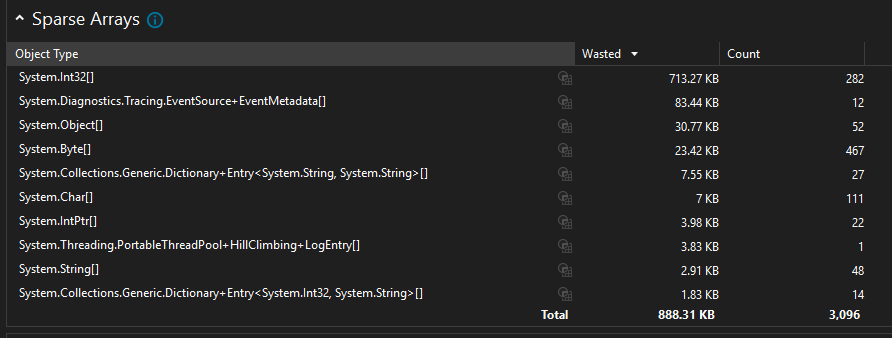 Sparse Arrays
Object Type Wasted Count
System.Int32[] 713.27 KB 282
System.Diagnostics.Tracing.EventSource+EventMetadata[] 83.44 KB 12
System.Object[] 30.77 KB 52
System.Byte[] 23.42 KB 467
System.Collections.Generic.Dictionary+Entry<System.String, System.String>[] 7.55 KB 27
System.Char[] 7 KB 111
System.IntPtr[] 3.98 KB 22
System.Threading.PortableThreadPool+HillClimbing+LogEntry[] 3.83 KB 1
System.String[] 2.91 KB 48
System.Collections.Generic.Dictionary+Entry<System.Int32, System.String>[] 1.83 KB 14
Total 888.31 KB 3,096